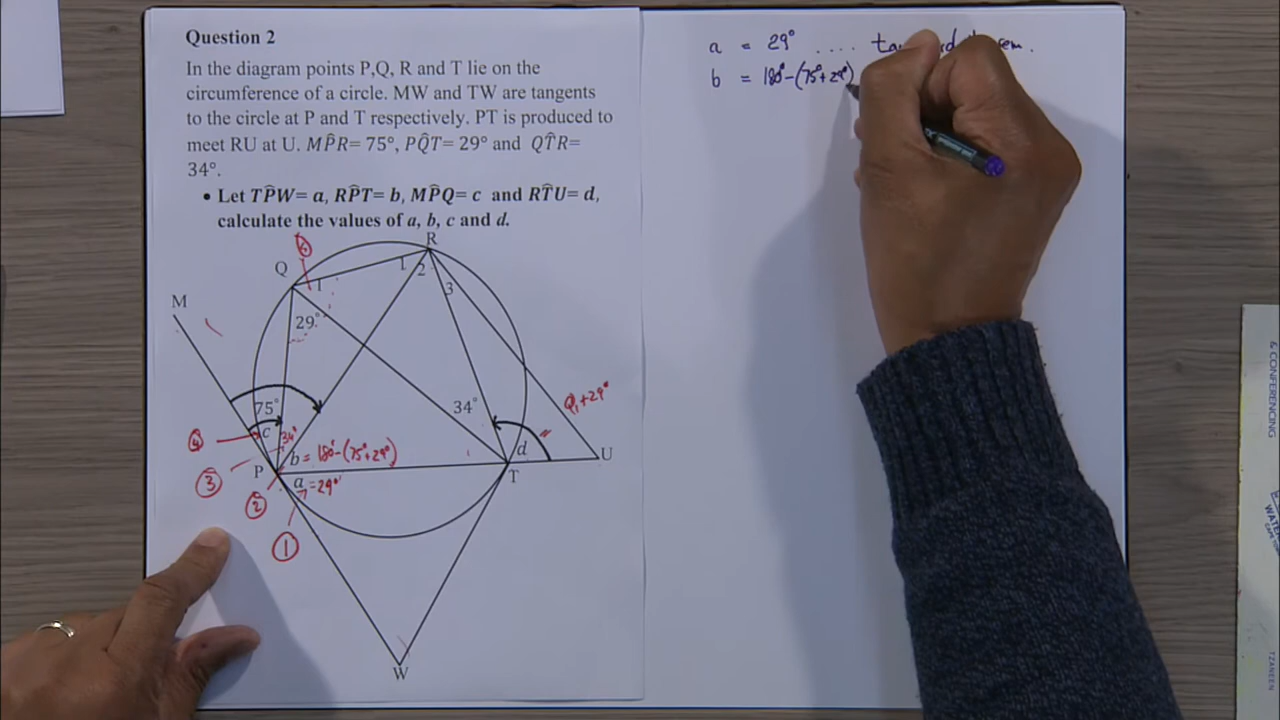 Question 2
In the diagram points P,Q, R and T lie on the
circumference of a circle. MW and TW are tangents
to the circle at P and T respectively. PT is produced to
meet RU at U. MP̂R= 75°, PQ̂T= 29° and QT̂R=
34°.
• Let TP̂W= a, RP̂T= b, MP̂Q= c and RT̂U= d,
calculate the values of a, b, c and d.
R
Q
1
2
1
3
M
29°
Q₁+29°
75°
34°
4
c
34°
b = 180°-(75°+29°)
d
U
3
P
T
2
a =29°
1
W
a = 29° ....
b = 180°-(75°+29°)
& CONFERENCING
TZANEEN